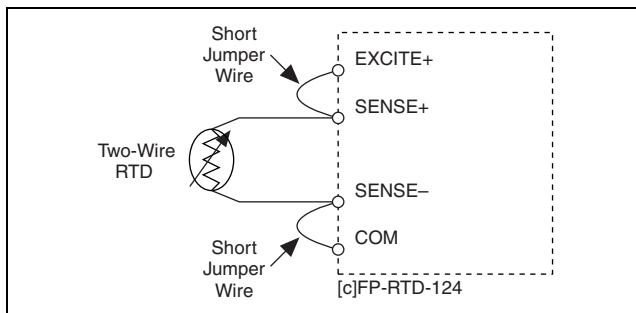 Short
Jumper
Wire
EXCITE+
SENSE+
Two-Wire
RTD
SENSE–
COM
Short
Jumper
Wire
[c]FP-RTD-124